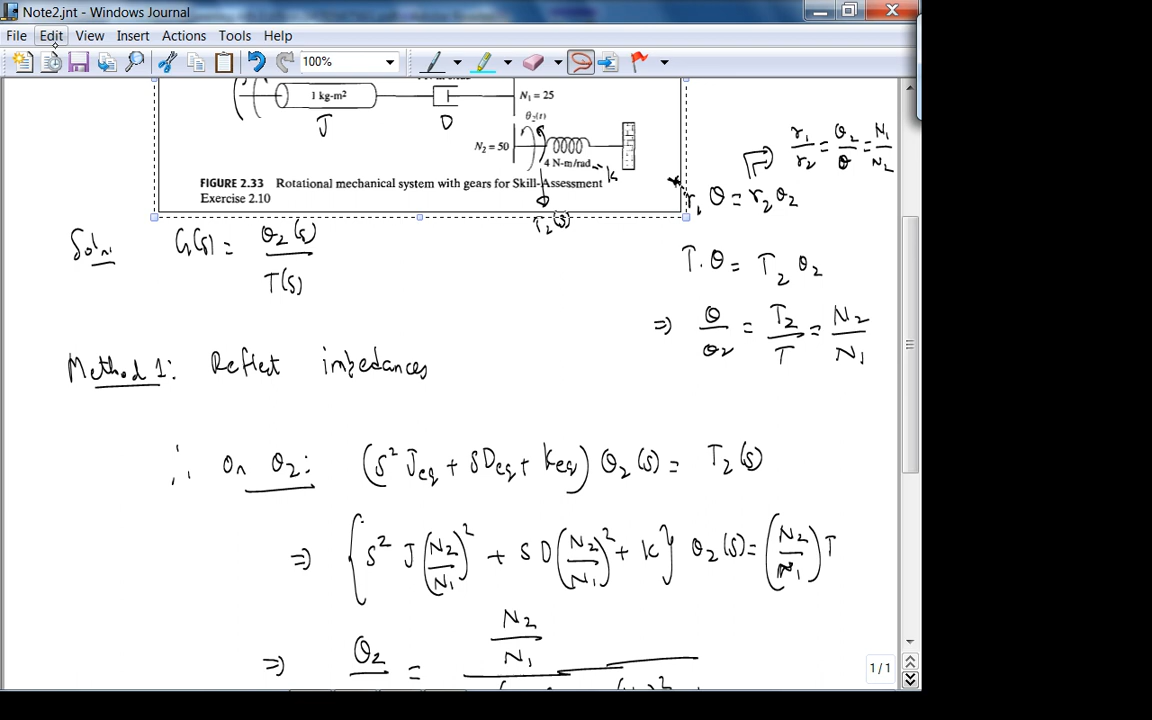 Note2.jnt - Windows Journal
File Edit View Insert Actions Tools Help
100%
1 kg-m²
N₁ = 25
J
D
θ₂(t)
N₂ = 50
4 N-m/rad
K
T₂(s)
FIGURE 2.33 Rotational mechanical system with gears for Skill-Assessment
Exercise 2.10
r₁/r₂ = θ₂/θ = N₁/N₂
r₁ θ = r₂ θ₂
Soln: G(s) = θ₂(s)/T(s)
T·θ = T₂ θ₂
⇒ θ/θ₂ = T₂/T = N₂/N₁
Method 1: Reflect impedances
∴ On θ₂: (s² Jeq + sDeq + Keq) θ₂(s) = T₂(s)
⇒ {s² J (N₂/N₁)² + sD (N₂/N₁)² + K} θ₂(s) = (N₂/N₁) T
⇒ θ₂ = N₂/N₁
1 / 1